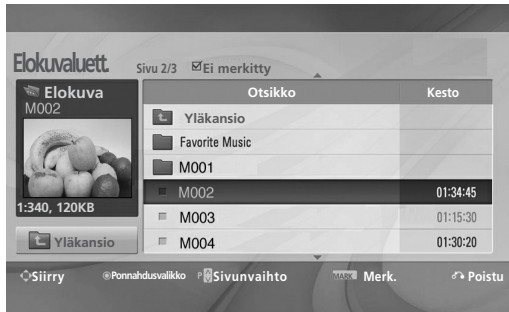 Elokuvaluett. Sivu 2/3 Ei merkitty
Elokuva
M002
1:340, 120KB
Yläkansio
Otsikko Kesto
Yläkansio
Favorite Music
M001
M002 01:34:45
M003 01:15:30
M004 01:30:20
Siirry Ponnahdusvalikko P Sivunvaihto MARK Merk. Poistu